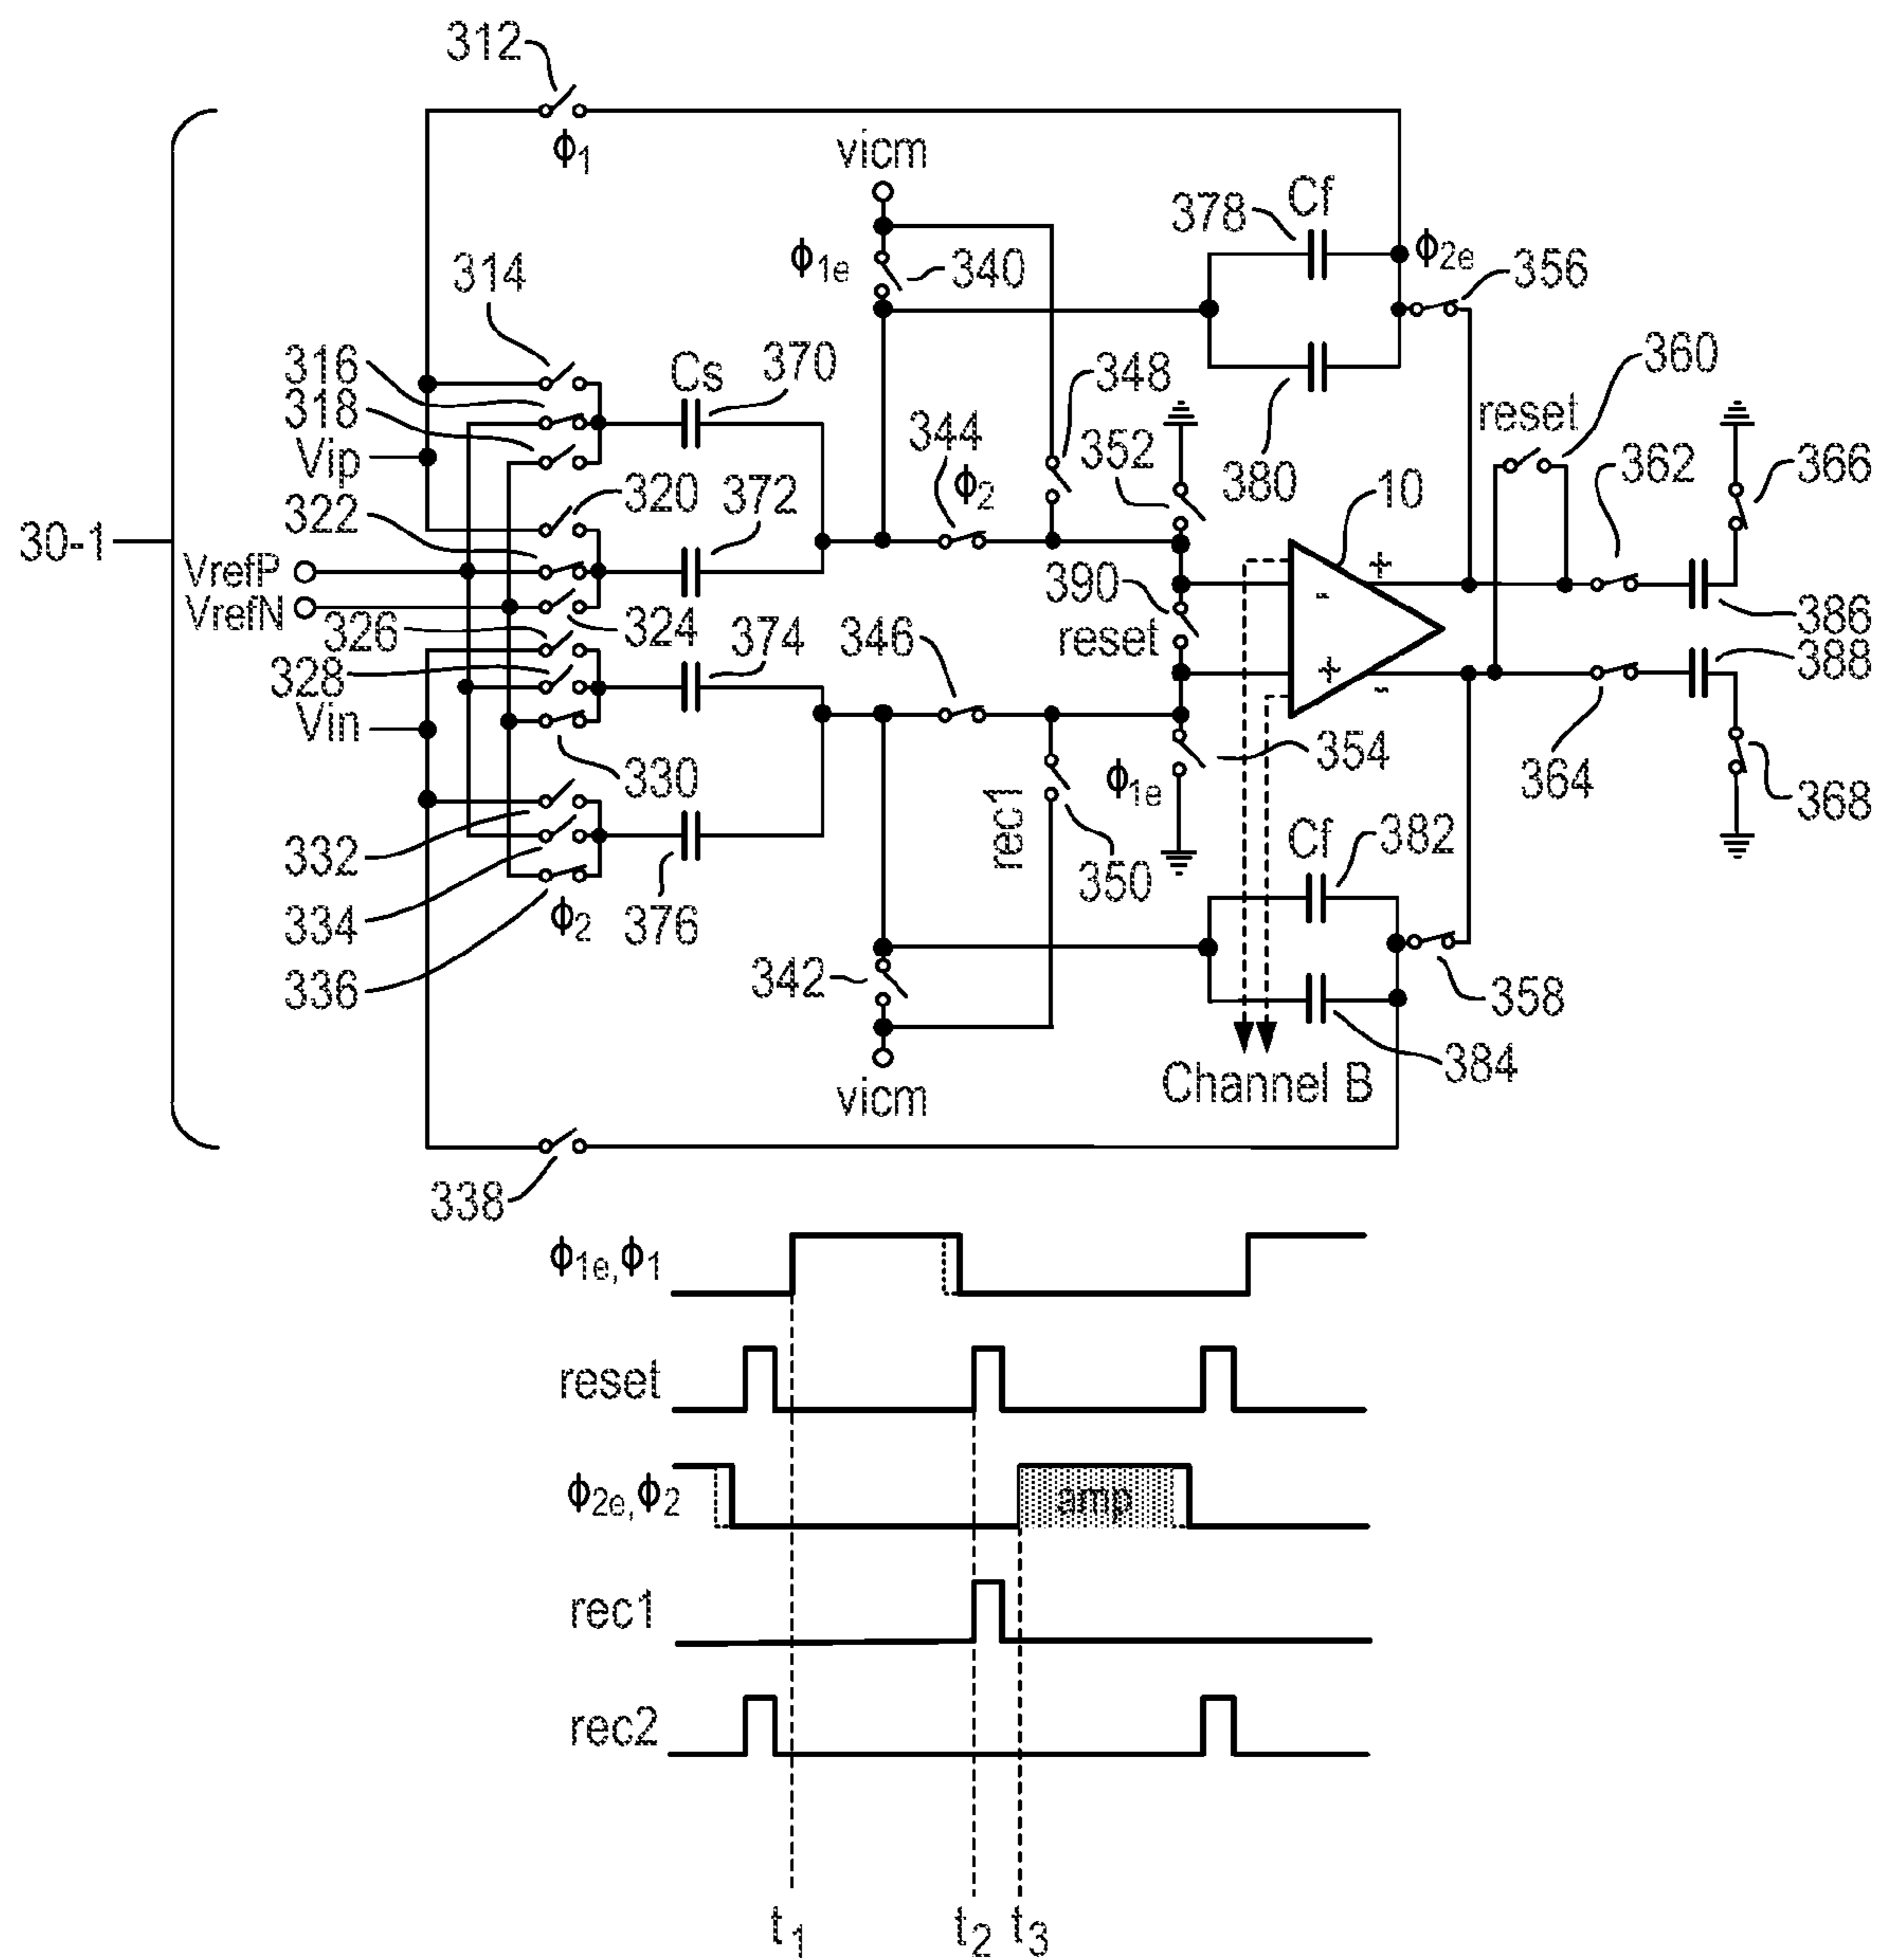 312
ϕ1
vicm
378
Cf
ϕ1e
340
ϕ2e
356
314
316
318
Cs
370
348
360
reset
Vip
344
ϕ2
352
380
10
362
366
322
320
372
30-1
VrefP
VrefN
+
-
390
reset
386
326
324
374
346
328
Vin
+
-
388
330
354
364
368
ϕ1e
332
rec1
350
Cf
382
334
ϕ2
376
336
342
358
384
Channel B
vicm
338
ϕ1e, ϕ1
reset
ϕ2e, ϕ2
amp
rec1
rec2
t1
t2
t3